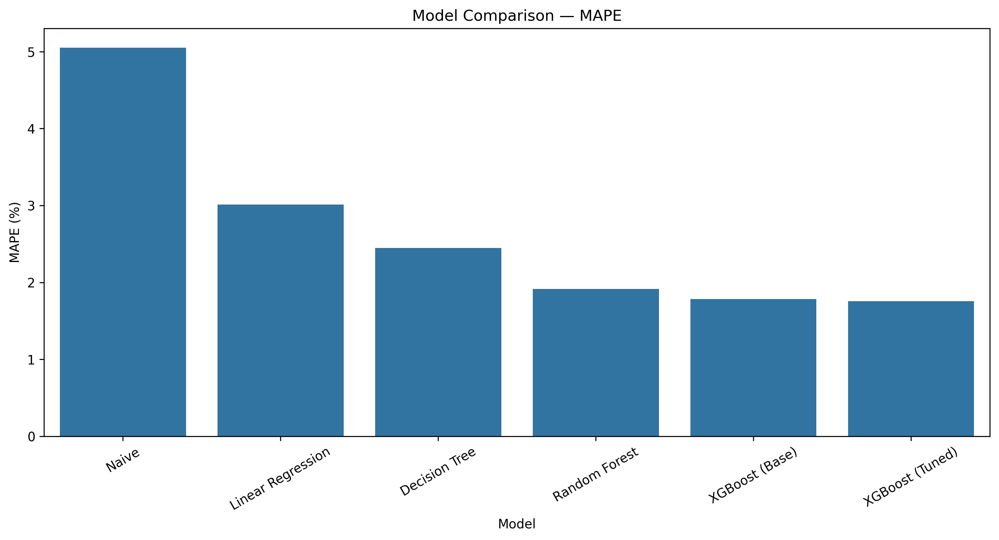 Model Comparison — MAPE
MAPE (%)
5
4
3
2
1
0
Naive
Linear Regression
Decision Tree
Random Forest
XGBoost (Base)
XGBoost (Tuned)
Model